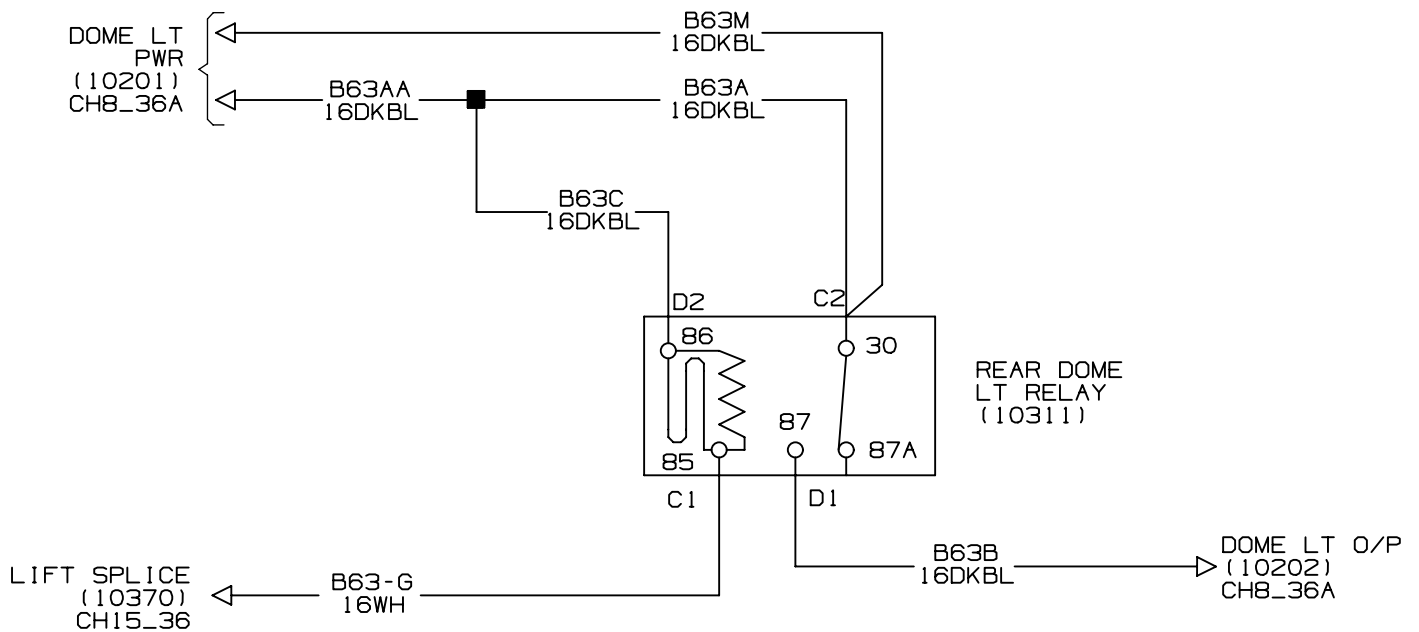 DOME LT
PWR
(10201)
CH8_36A
B63M
16DKBL
B63AA
16DKBL
B63A
16DKBL
B63C
16DKBL
D2
C2
86
30
87
85
87A
C1
D1
REAR DOME
LT RELAY
(10311)
B63B
16DKBL
DOME LT O/P
(10202)
CH8_36A
LIFT SPLICE
(10370)
CH15_36
B63-G
16WH